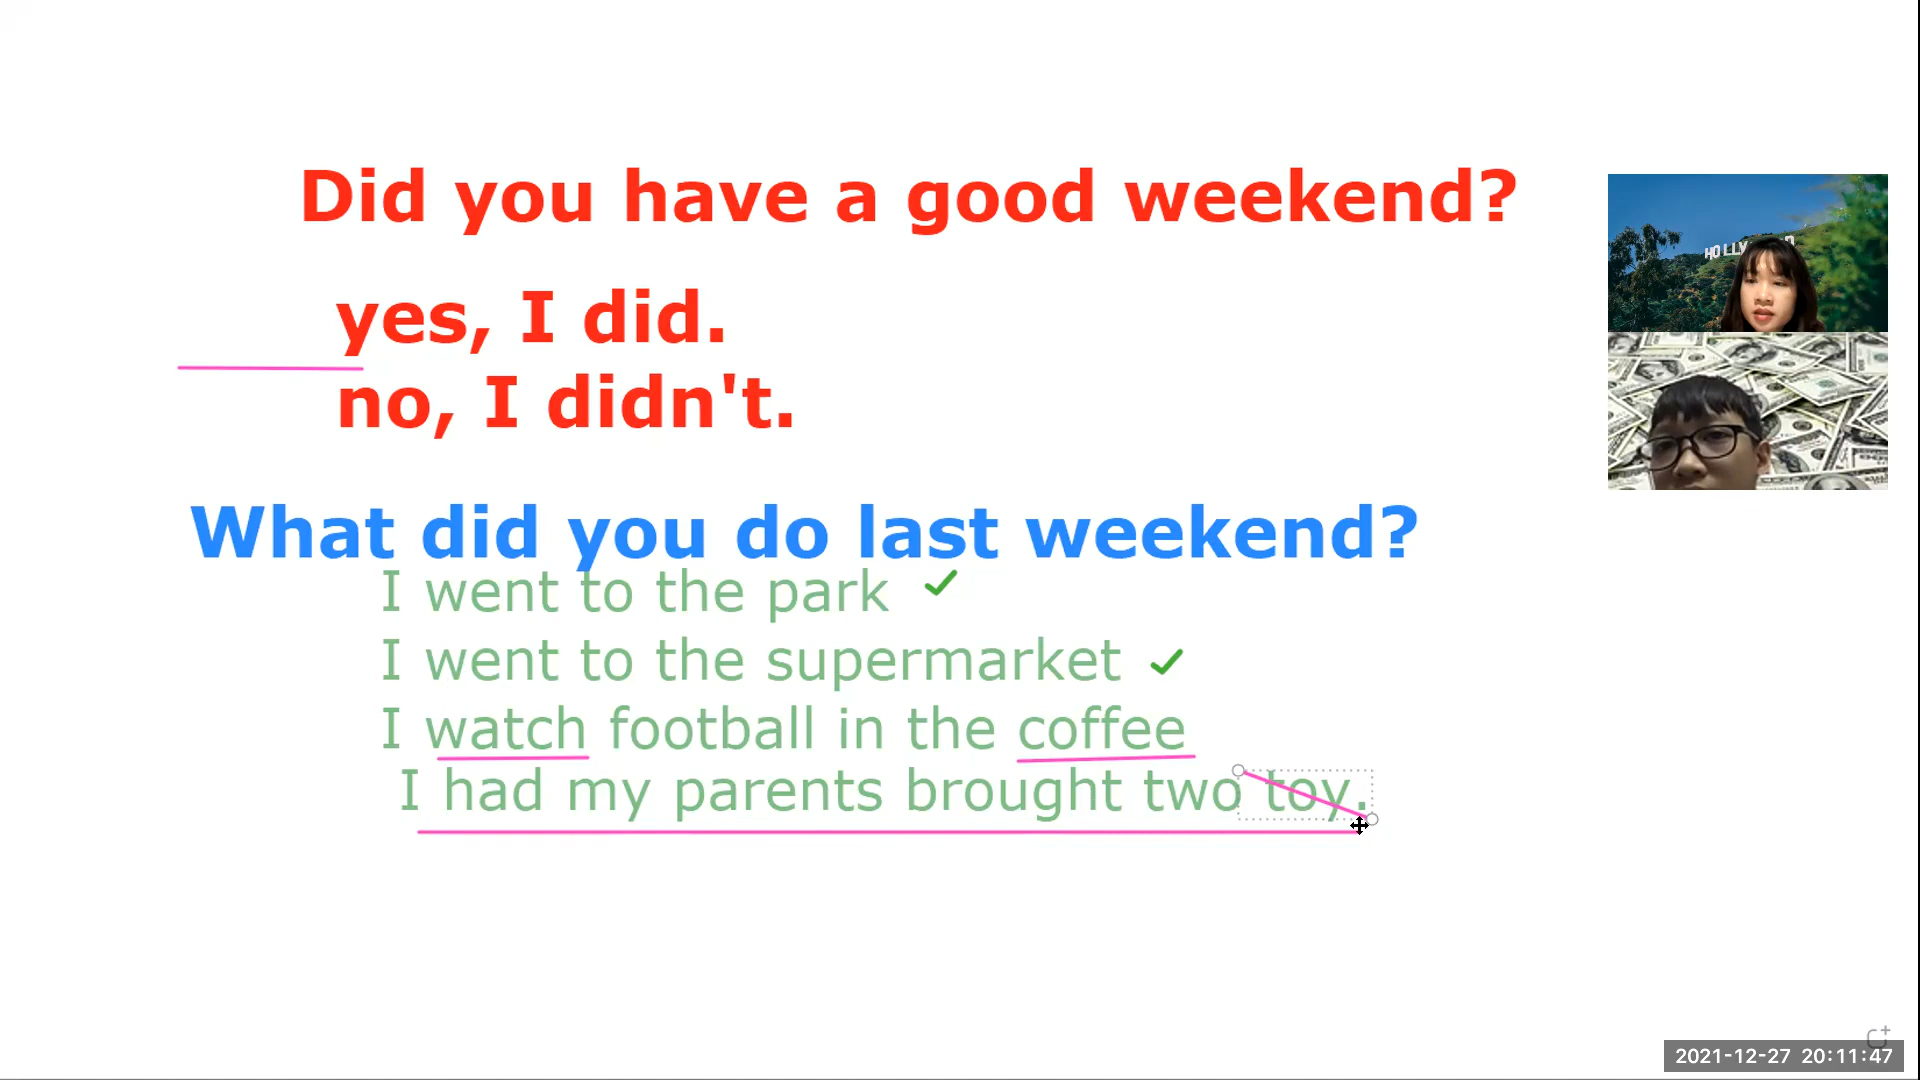 Did you have a good weekend?
HOLLY
yes, I did.
no, I didn't.
What did you do last weekend?
I went to the park
I went to the supermarket
I watch football in the coffee
I had my parents brought two toy.
2021-12-27 20:11:47